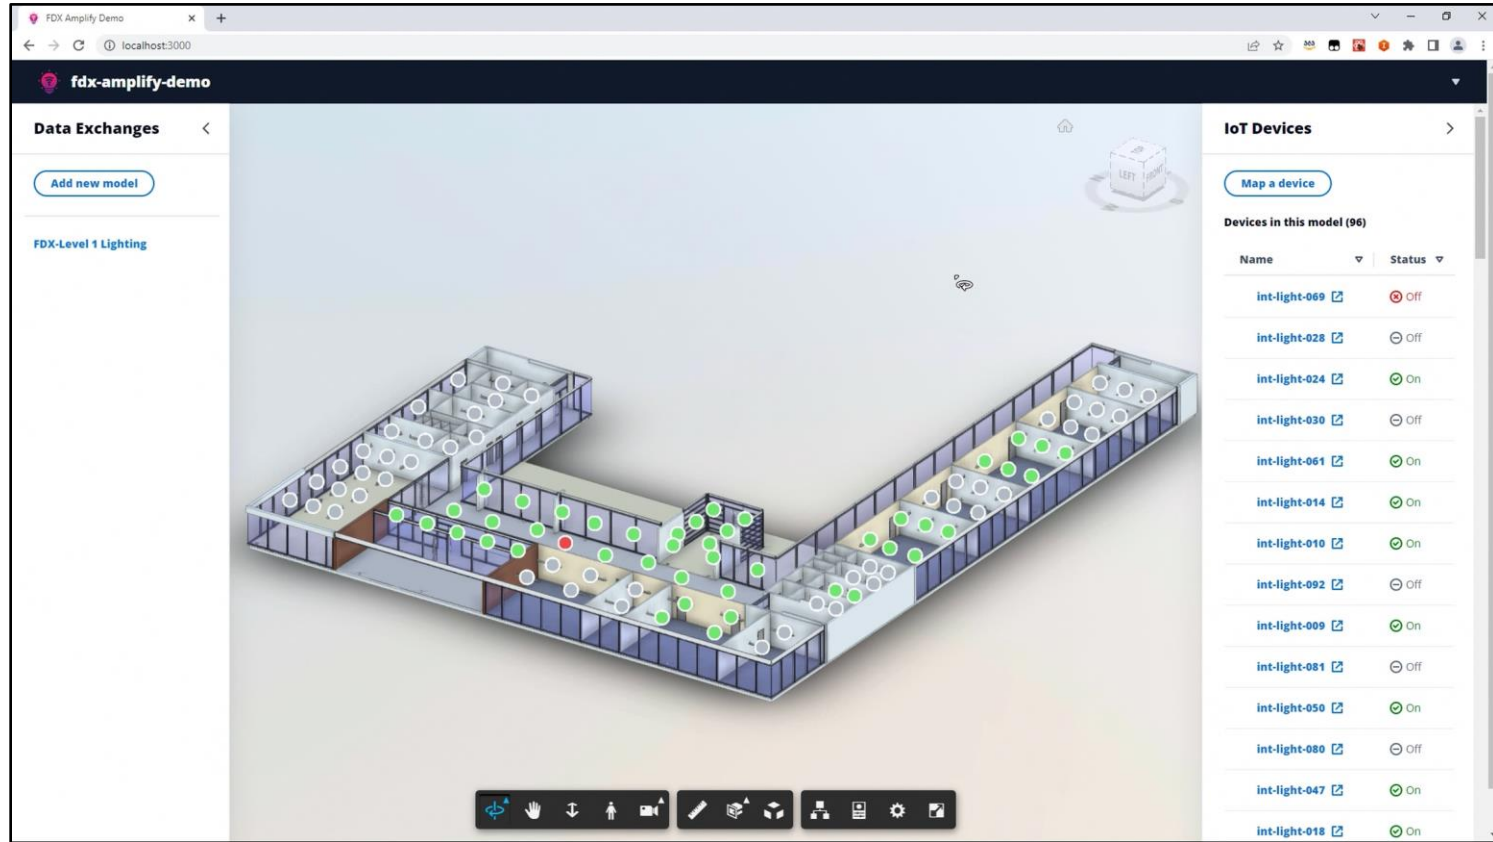 FDX Amplify Demo
localhost:3000
fdx-amplify-demo
Data Exchanges
Add new model
FDX-Level 1 Lighting
LEFT
FRONT
IoT Devices
Map a device
Devices in this model (96)
Name Status
int-light-069 Off
int-light-028 Off
int-light-024 On
int-light-030 Off
int-light-061 On
int-light-014 On
int-light-010 On
int-light-092 Off
int-light-009 On
int-light-081 Off
int-light-050 On
int-light-080 Off
int-light-047 On
int-light-018 On